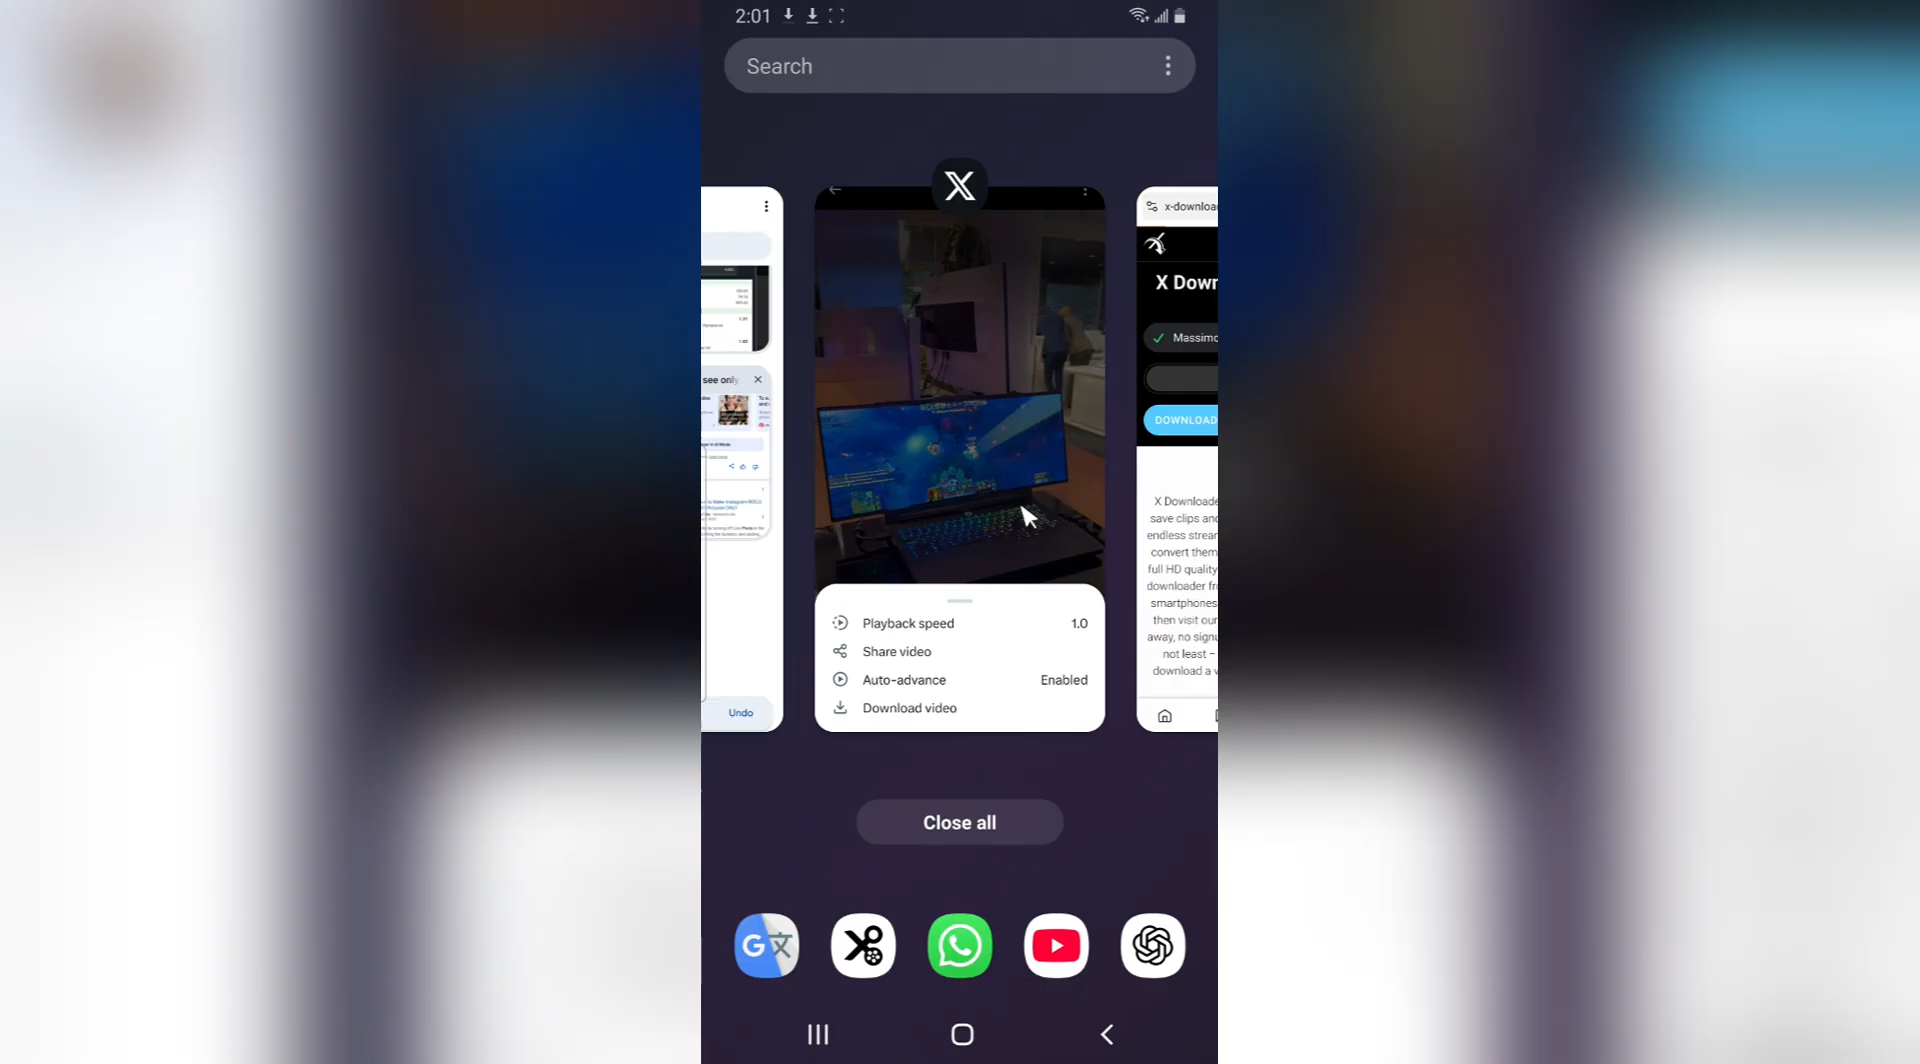 2:01
Search
see only
Undo
Playback speed 1.0
Share video
Auto-advance Enabled
Download video
x-downloa
X Down
Massimo
DOWNLOAD
X Downloade
save clips and
endless strean
convert them
full HD quality
downloader fr
smartphones
then visit our
away, no signu
not least –
download a v
Close all
G